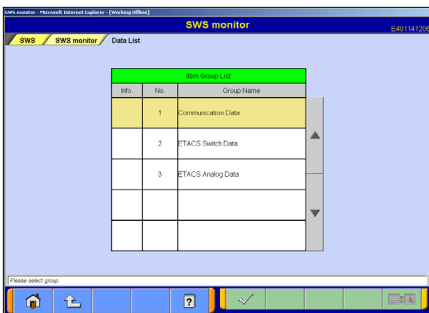 SWS monitor - Microsoft Internet Explorer - [Working Offline]
SWS monitor
E401141206
SWS SWS monitor Data List
Item Group List
Info. No. Group Name
1 Communication Data
2 ETACS Switch Data
3 ETACS Analog Data
Please select group.
?